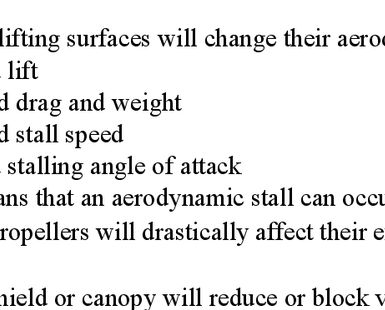 lifting surfaces will change their aerod
lift
d drag and weight
d stall speed
stalling angle of attack
ans that an aerodynamic stall can occu
ropellers will drastically affect their e
hield or canopy will reduce or block v